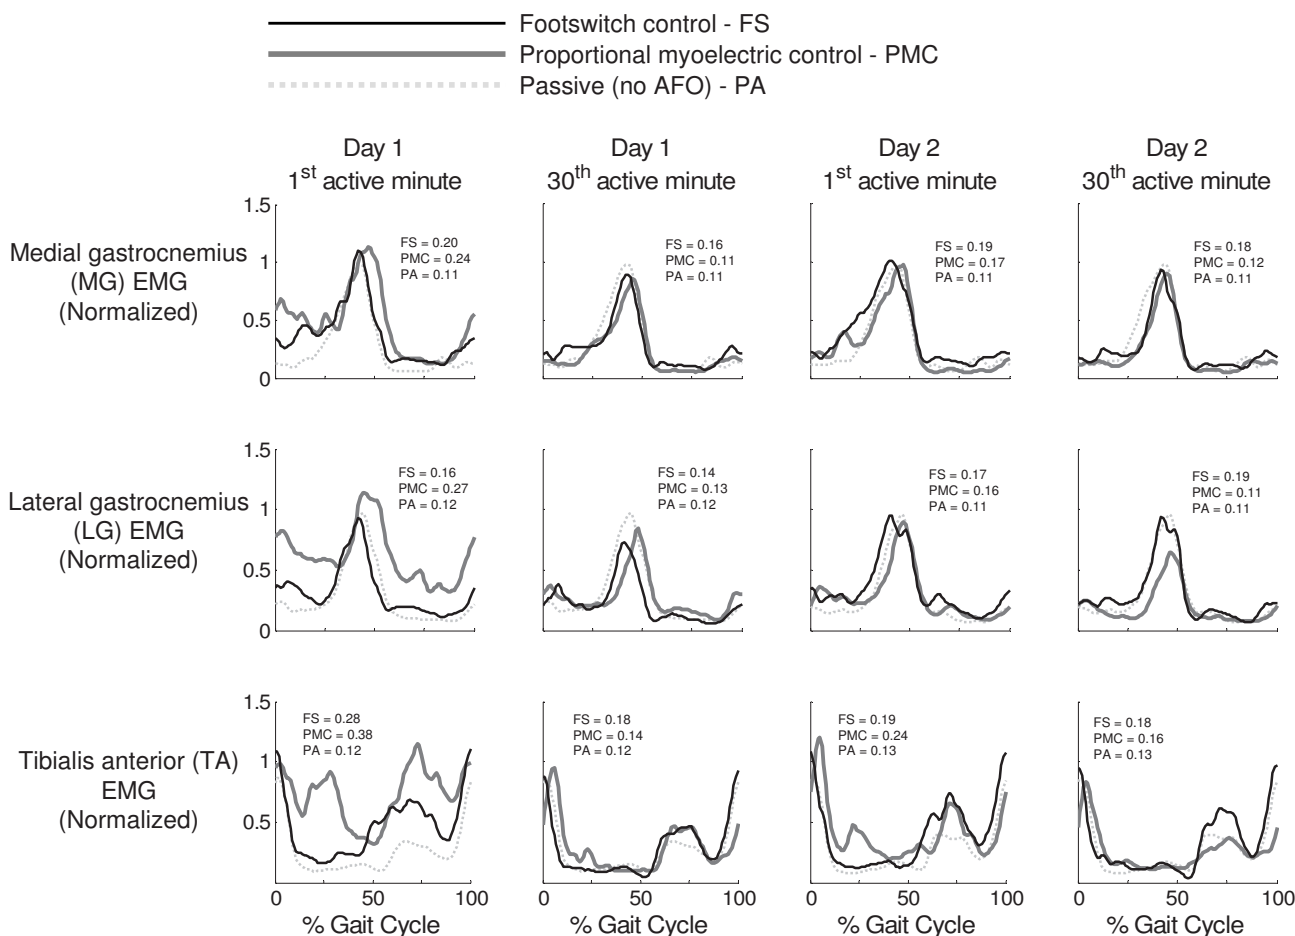 Footswitch control - FS
Proportional myoelectric control - PMC
Passive (no AFO) - PA
Day 1
1st active minute
Day 1
30th active minute
Day 2
1st active minute
Day 2
30th active minute
Medial gastrocnemius
(MG) EMG
(Normalized)
1.5
1
0.5
0
FS = 0.20
PMC = 0.24
PA = 0.11
FS = 0.16
PMC = 0.11
PA = 0.11
FS = 0.19
PMC = 0.17
PA = 0.11
FS = 0.18
PMC = 0.12
PA = 0.11
Lateral gastrocnemius
(LG) EMG
(Normalized)
1.5
1
0.5
0
FS = 0.16
PMC = 0.27
PA = 0.12
FS = 0.14
PMC = 0.13
PA = 0.12
FS = 0.17
PMC = 0.16
PA = 0.11
FS = 0.19
PMC = 0.11
PA = 0.11
Tibialis anterior (TA)
EMG
(Normalized)
1.5
1
0.5
FS = 0.28
PMC = 0.38
PA = 0.12
FS = 0.18
PMC = 0.14
PA = 0.12
FS = 0.19
PMC = 0.24
PA = 0.13
FS = 0.18
PMC = 0.16
PA = 0.13
0 50 100
% Gait Cycle
0 50 100
% Gait Cycle
0 50 100
% Gait Cycle
0 50 100
% Gait Cycle